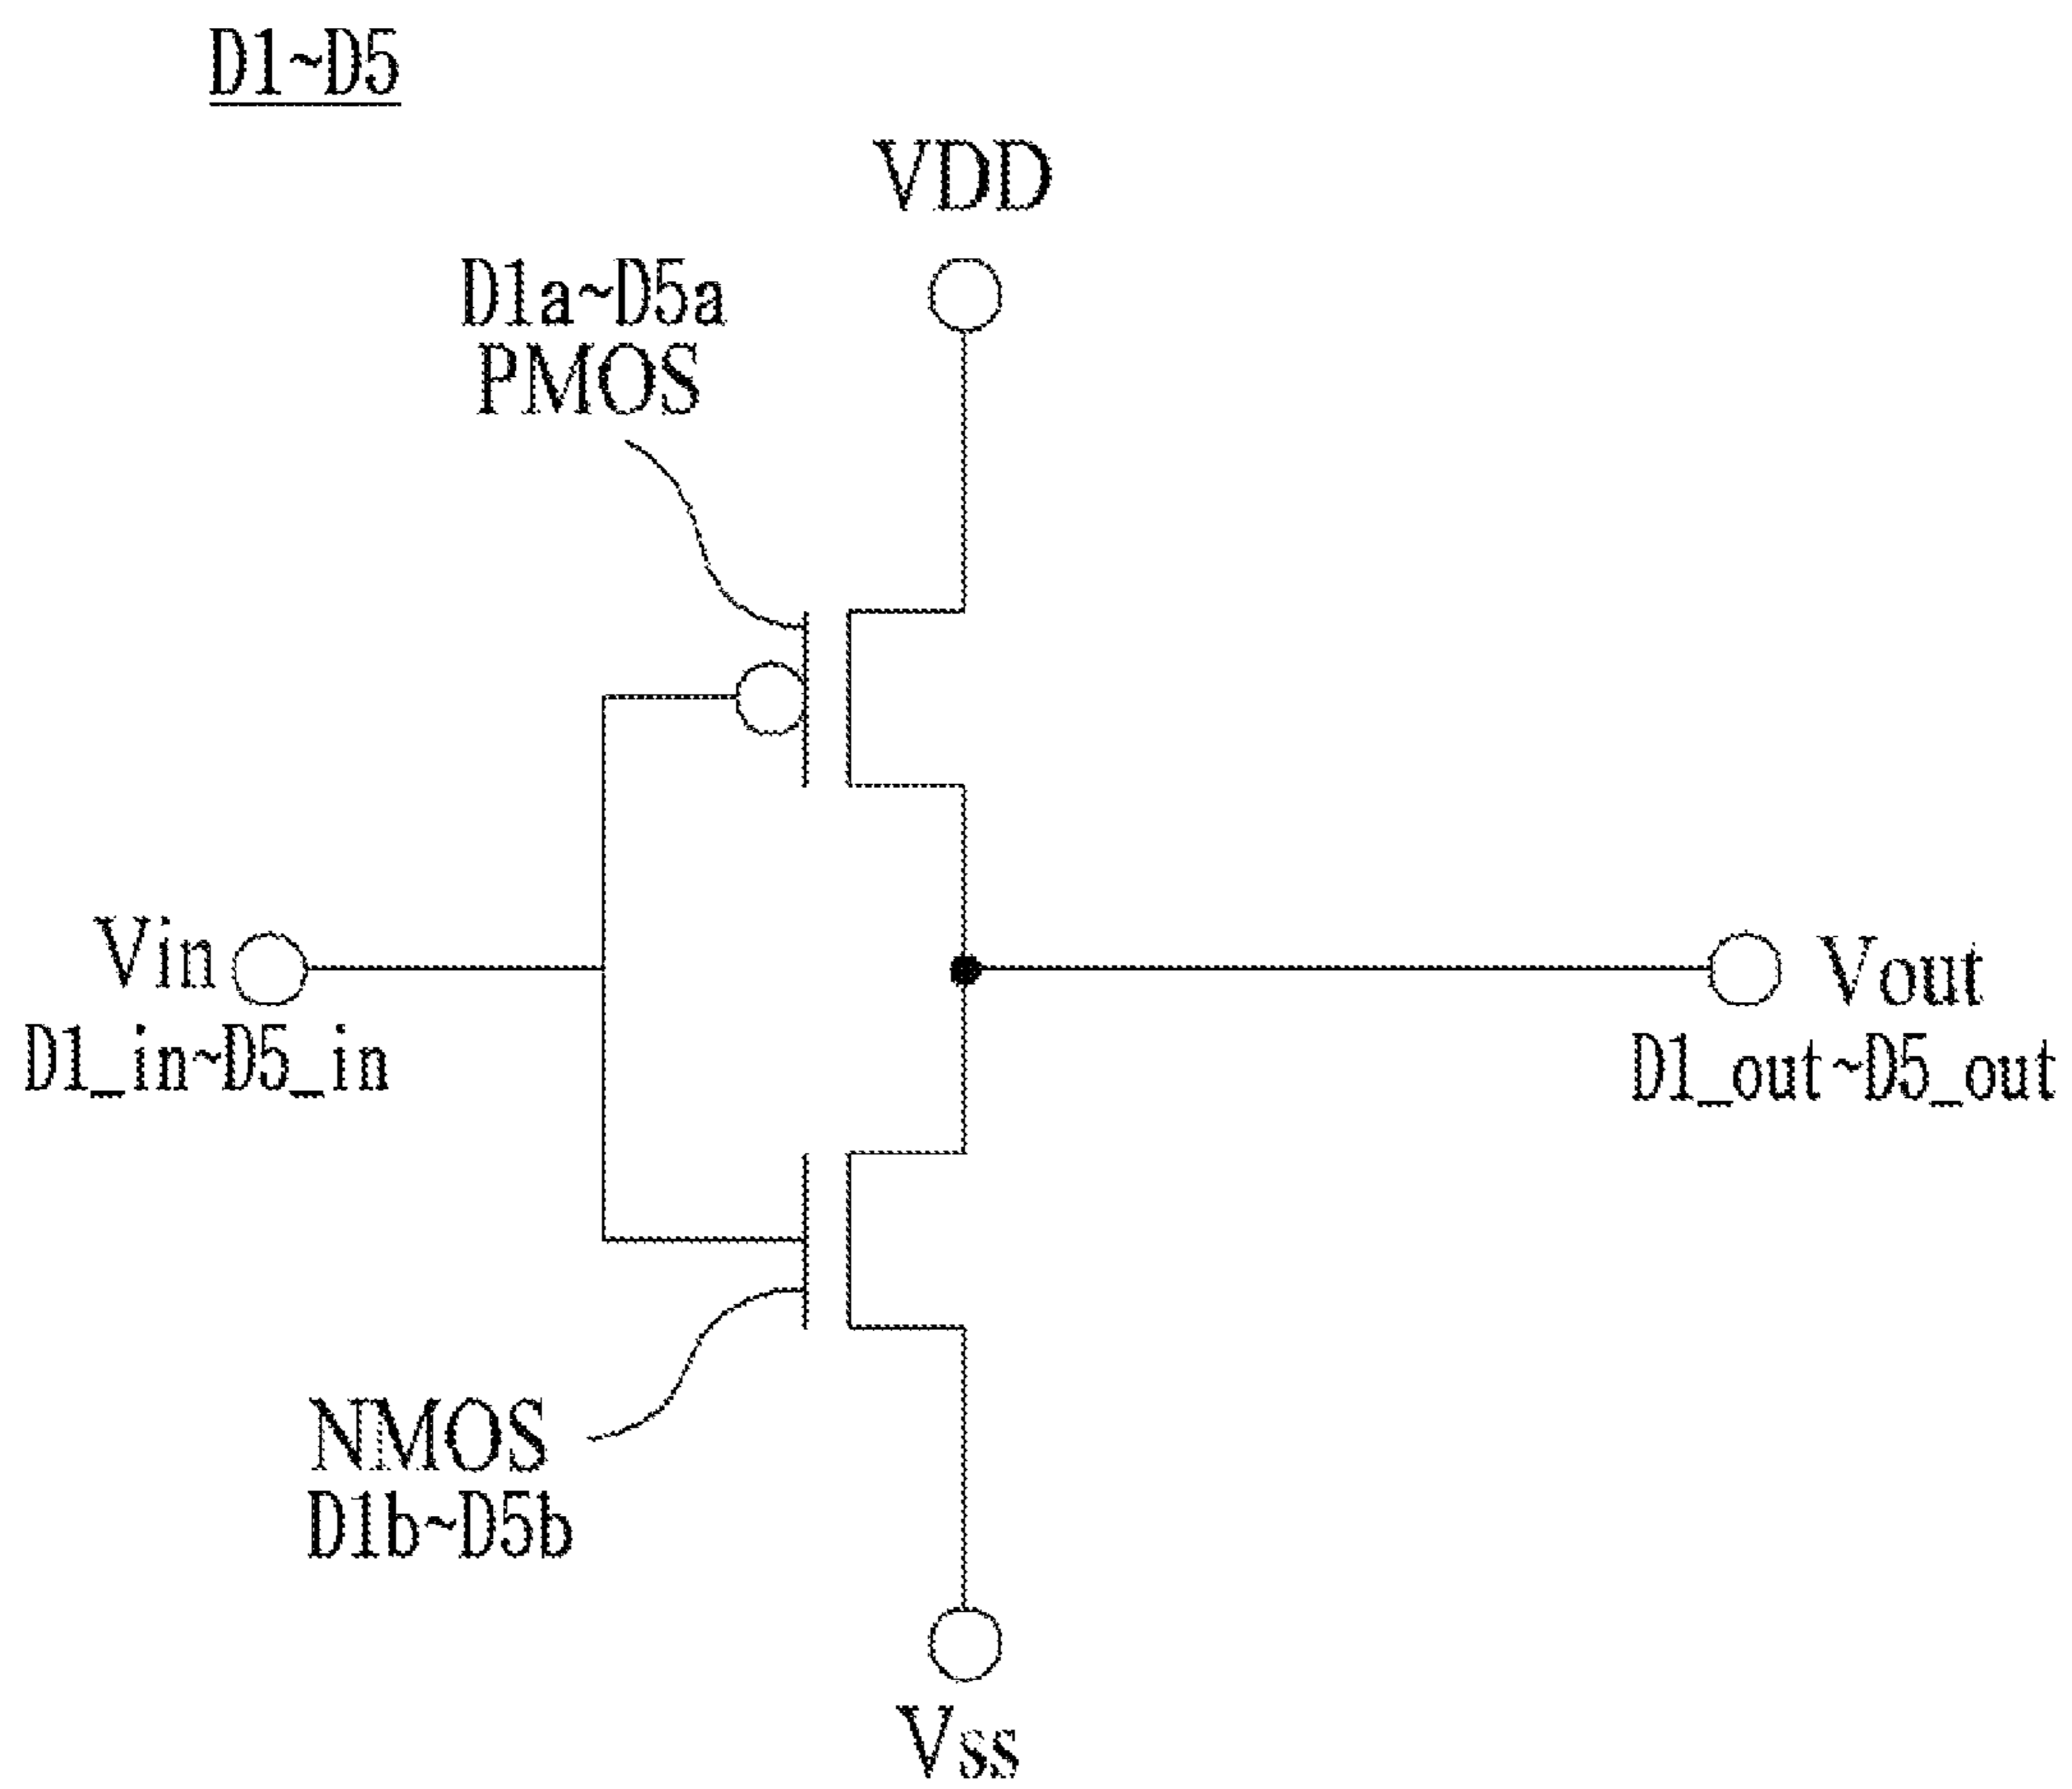 D1~D5
VDD
D1a~D5a
PMOS
Vin
D1_in~D5_in
Vout
D1_out~D5_out
NMOS
D1b~D5b
Vss